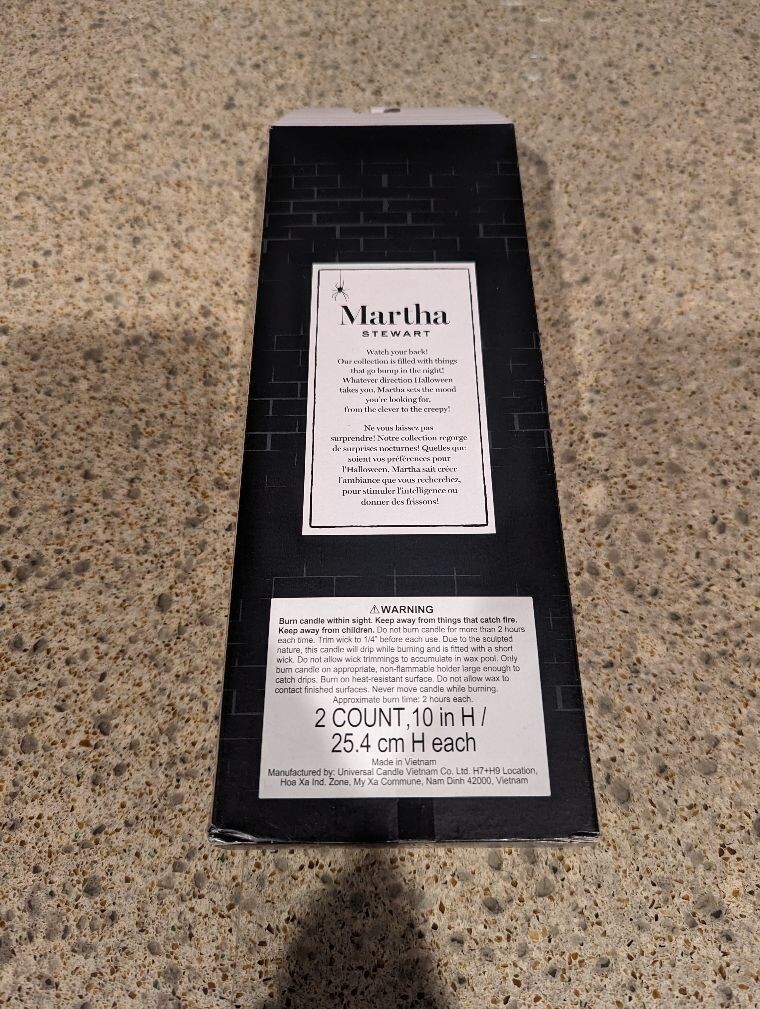 Martha
STEWART
Watch your back!
Our collection is filled with things
that go bump in the night!
Whatever direction Halloween
takes you, Martha sets the mood
you're looking for,
from the clever to the creepy!
Ne vous laissez pas
surprendre! Notre collection regorge
de surprises nocturnes! Quelles que
soient vos préférences pour
l'Halloween, Martha sait créer
l'ambiance que vous recherchez,
pour stimuler l'intelligence ou
donner des frissons!
⚠WARNING
Burn candle within sight. Keep away from things that catch fire.
Keep away from children. Do not burn candle for more than 2 hours
each time. Trim wick to 1/4" before each use. Due to the sculpted
nature, this candle will drip while burning and is fitted with a short
wick. Do not allow wick trimmings to accumulate in wax pool. Only
burn candle on appropriate, non-flammable holder large enough to
catch drips. Burn on heat-resistant surface. Do not allow wax to
contact finished surfaces. Never move candle while burning.
Approximate burn time: 2 hours each.
2 COUNT,10 in H /
25.4 cm H each
Made in Vietnam
Manufactured by: Universal Candle Vietnam Co. Ltd. H7+H9 Location,
Hoa Xa Ind. Zone, My Xa Commune, Nam Dinh 42000, Vietnam